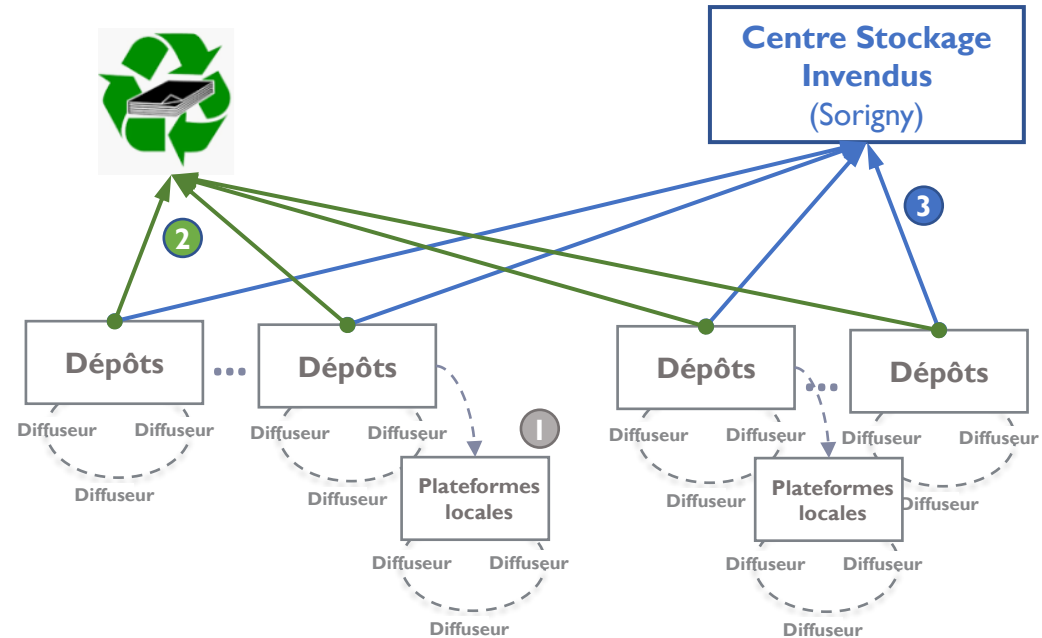 Centre Stockage
Invendus
(Sorigny)
2
3
Dépôts
...
Dépôts
Dépôts
...
Dépôts
Diffuseur
Diffuseur
Diffuseur
Diffuseur
Diffuseur
Diffuseur
Diffuseur
Diffuseur
1
Diffuseur
Diffuseur
Diffuseur
Diffuseur
Plateformes
locales
Plateformes
locales
Diffuseur
Diffuseur
Diffuseur
Diffuseur
Diffuseur
Diffuseur